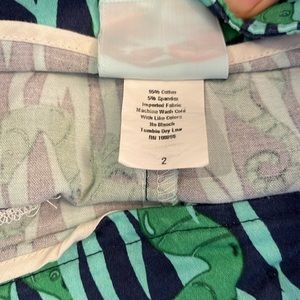 95% Cotton
5% Spandex
Imported Fabric
Machine Wash Cold
With Like Colors
No Bleach
Tumble Dry Low
2